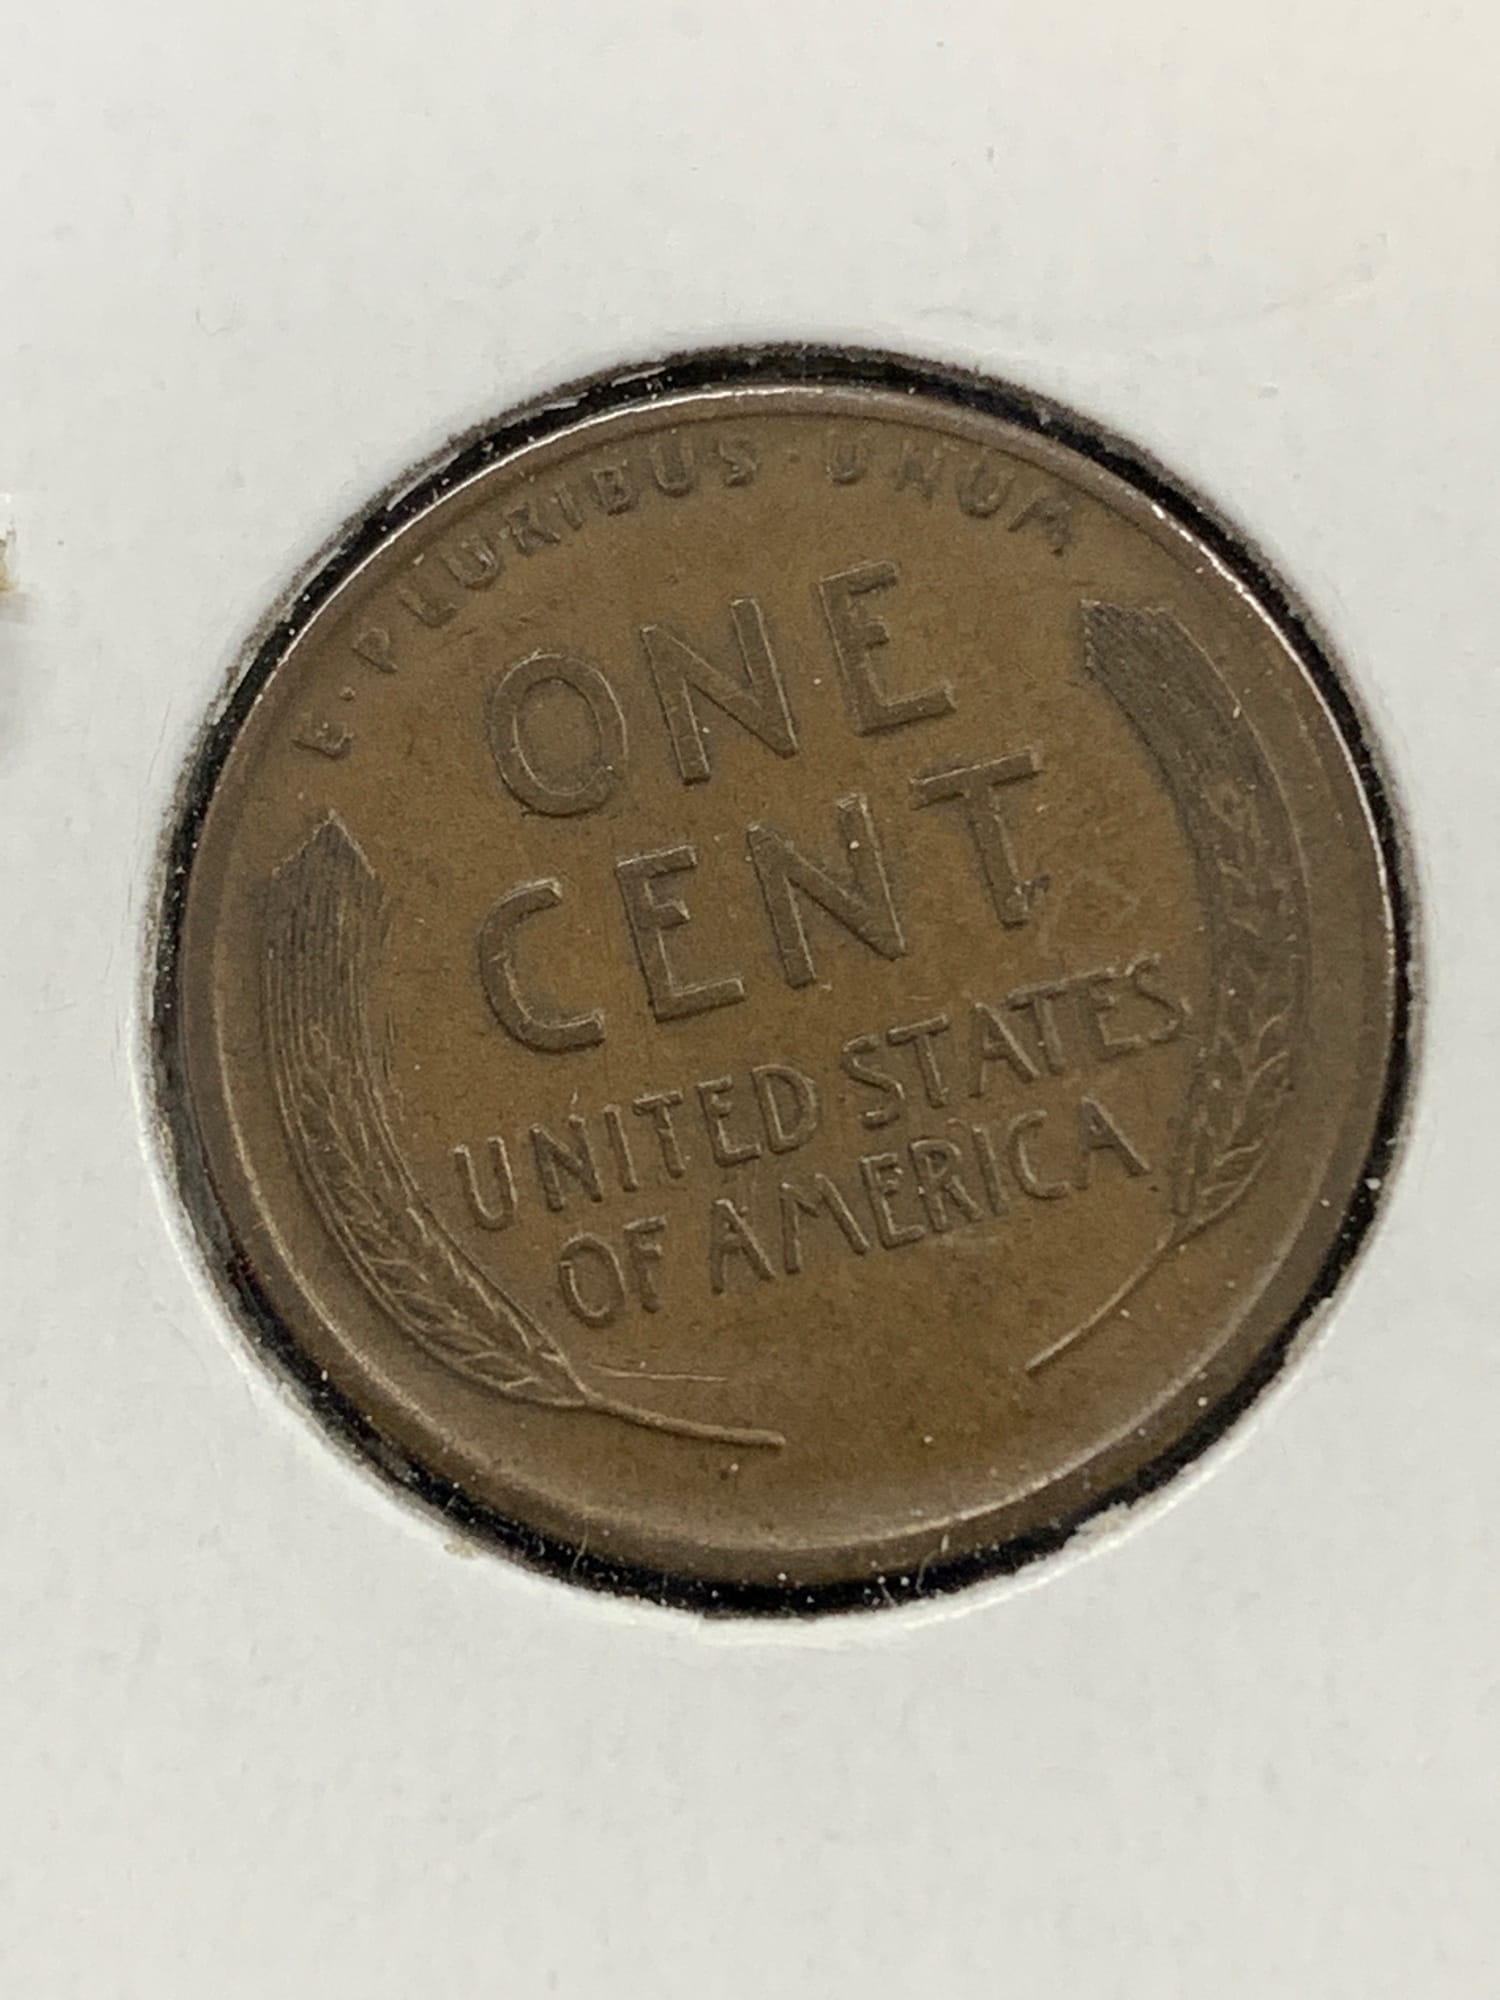 E·PLURIBUS·UNUM
ONE
CENT
UNITED STATES
OF AMERICA